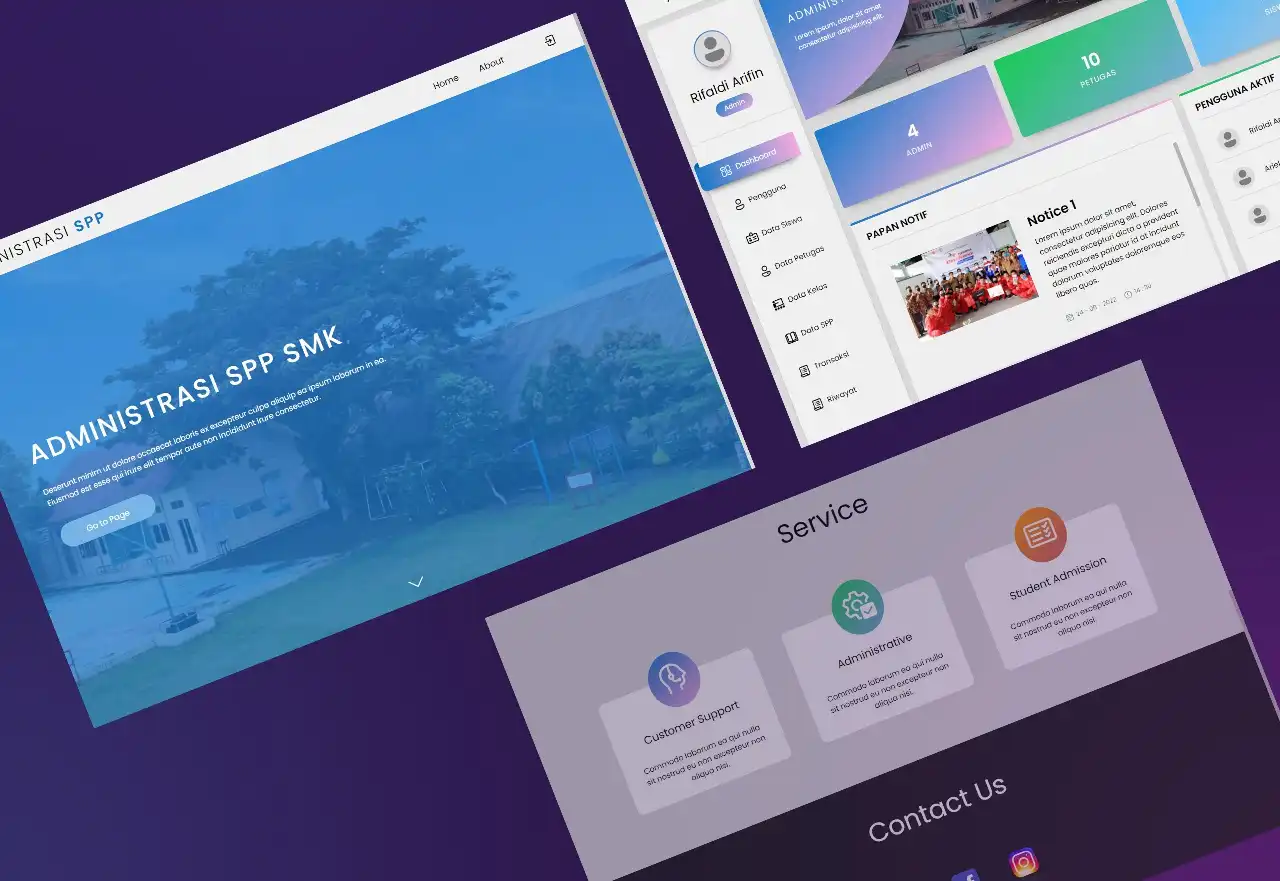 Home
About
NISTRASI SPP
ADMINISTRASI SPP SMK
Deserunt minim ut dolore occaecat laboris ex excepteur culpa aliquip ea ipsum laborum in ea.
Eiusmod est esse qui irure elit tempor aute non incididunt irure consectetur.
Go to Page
Rifaldi Arifin
Admin
Dashboard
Pengguna
Data Siswa
Data Petugas
Data Kelas
Data SPP
Transaksi
Riwayat
Lorem ipsum, dolor sit amet
consectetur adipisicing elit.
4
ADMIN
10
PETUGAS
PAPAN NOTIF
Notice 1
Lorem ipsum dolor sit amet,
consectetur adipisicing elit. Dolores
reiciendis excepturi dicta a provident
quae maiores pariatur id at incidunt
dolorum voluptates doloremque eos
libero quos.
24 - 08 - 2022
14 : 30
PENGGUNA AKTIF
Service
Customer Support
Commodo laborum ea qui nulla
sit nostrud eu non excepteur non
aliqua nisi.
Administrative
Commodo laborum ea qui nulla
sit nostrud eu non excepteur non
aliqua nisi.
Student Admission
Commodo laborum ea qui nulla
sit nostrud eu non excepteur non
aliqua nisi.
Contact Us